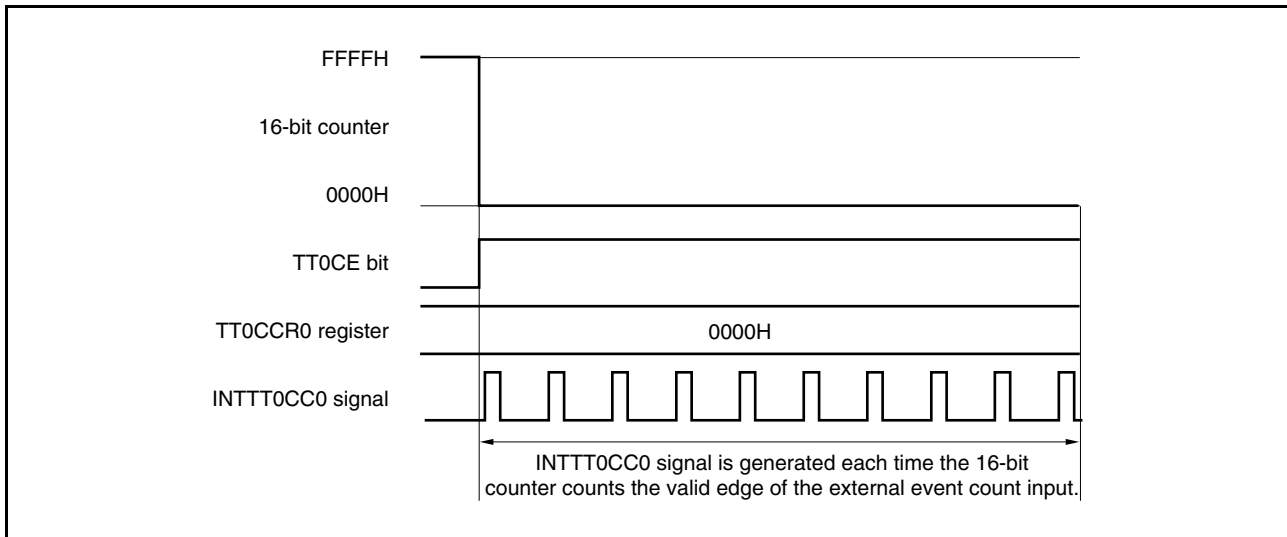 FFFFH
16-bit counter
0000H
TT0CE bit
TT0CCR0 register
0000H
INTTT0CC0 signal
INTTT0CC0 signal is generated each time the 16-bit
counter counts the valid edge of the external event count input.